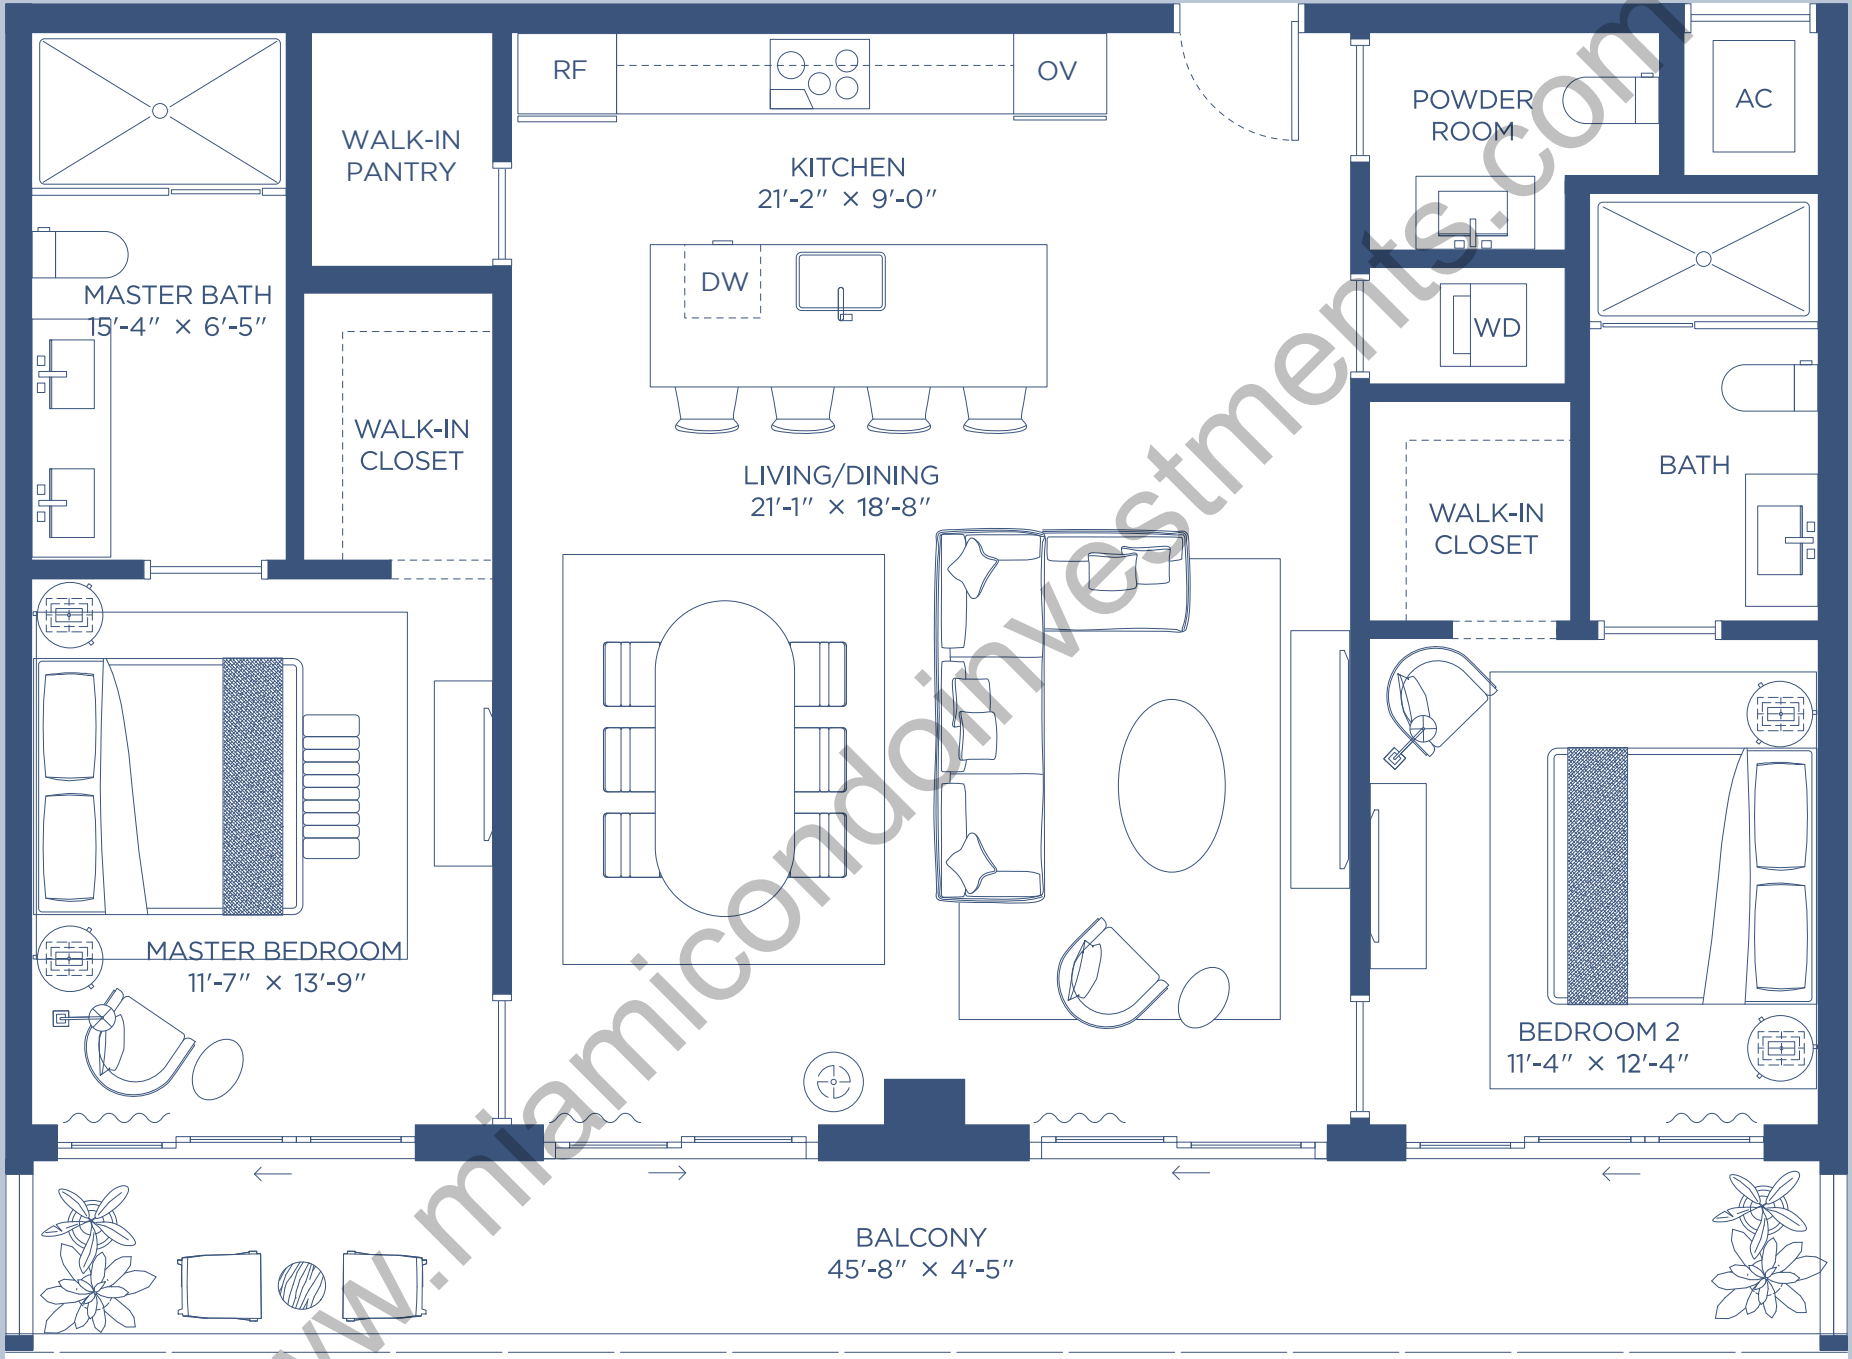 RF
OV
WALK-IN
PANTRY
KITCHEN
21'-2" × 9'-0"
POWDER
ROOM
AC
DW
MASTER BATH
15'-4" × 6'-5"
WD
WALK-IN
CLOSET
LIVING/DINING
21'-1" × 18'-8"
BATH
WALK-IN
CLOSET
MASTER BEDROOM
11'-7" × 13'-9"
BEDROOM 2
11'-4" × 12'-4"
BALCONY
45'-8" × 4'-5"
w.miamicondoinvestments.com